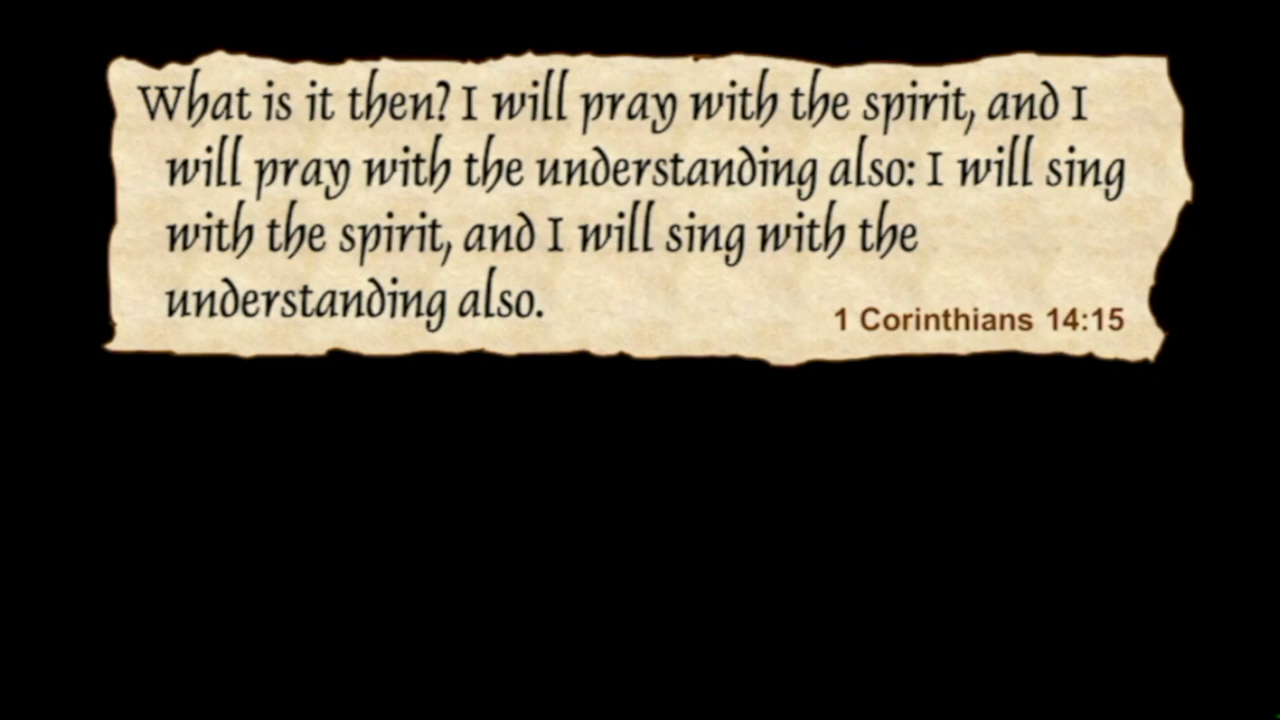 What is it then? I will pray with the spirit, and I
will pray with the understanding also: I will sing
with the spirit, and I will sing with the
understanding also.
1 Corinthians 14:15